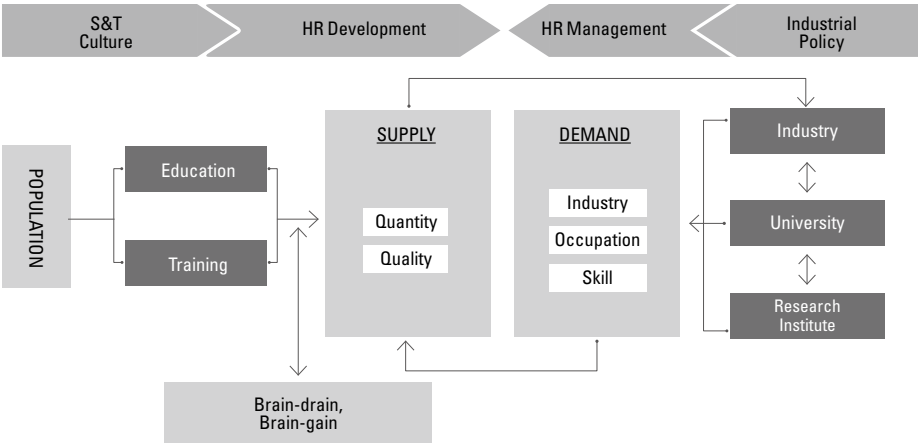 S&T
Culture
HR Development
HR Management
Industrial
Policy
POPULATION
Education
Training
SUPPLY
Quantity
Quality
DEMAND
Industry
Occupation
Skill
Industry
University
Research
Institute
Brain-drain,
Brain-gain